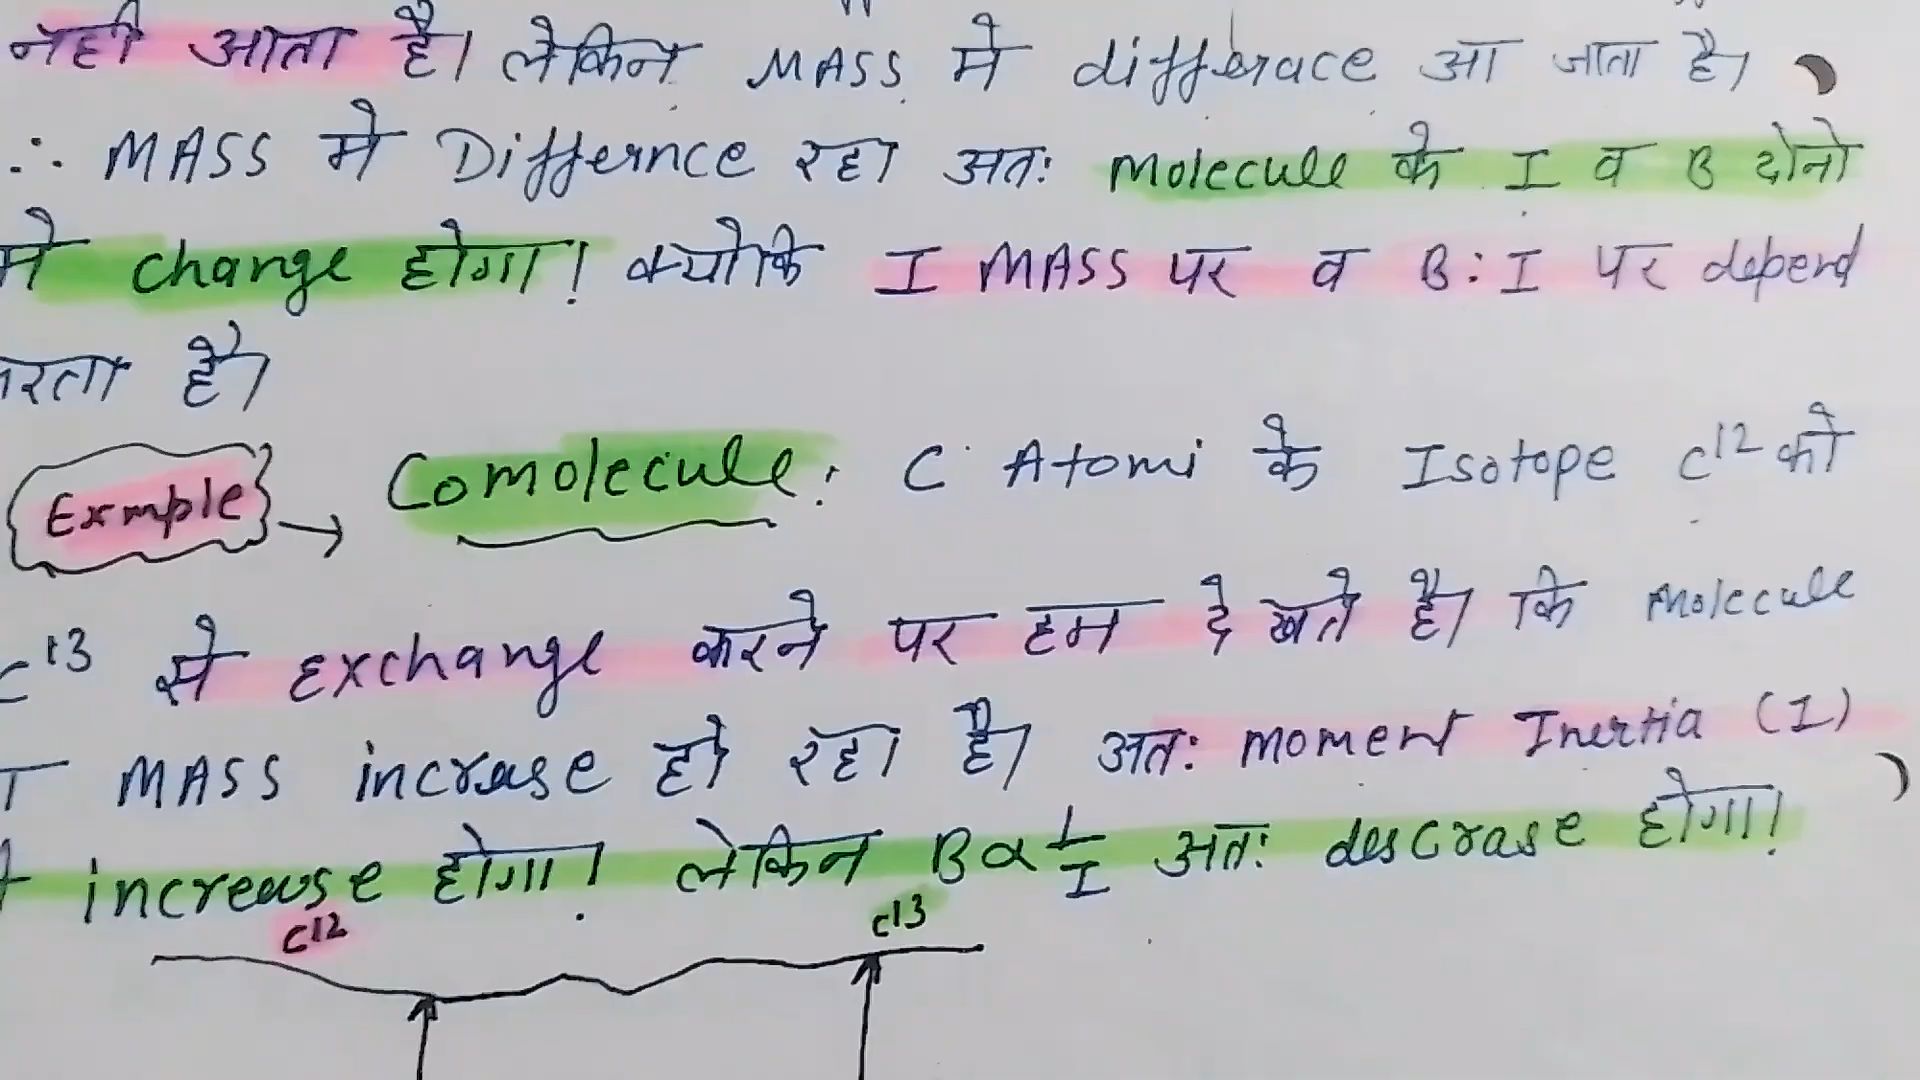 नही आता है। लेकिन MASS मे differace आ जाता है।
∴ MASS मे Differnce रहा अतः Molecule के I व B दोनो
मे change होगा! क्योकि I MASS पर व B: I पर depend
करता है।
Exmple → Comolecule: C Atomi के Isotope C¹² को
C¹³ से Exchange करने पर हम देखते है। कि Molecule
MASS incrase हो रहा है। अतः moment Inertia (I)
increase होगा! लेकिन B α 1/I अतः descrase होगा!
C¹² C¹³